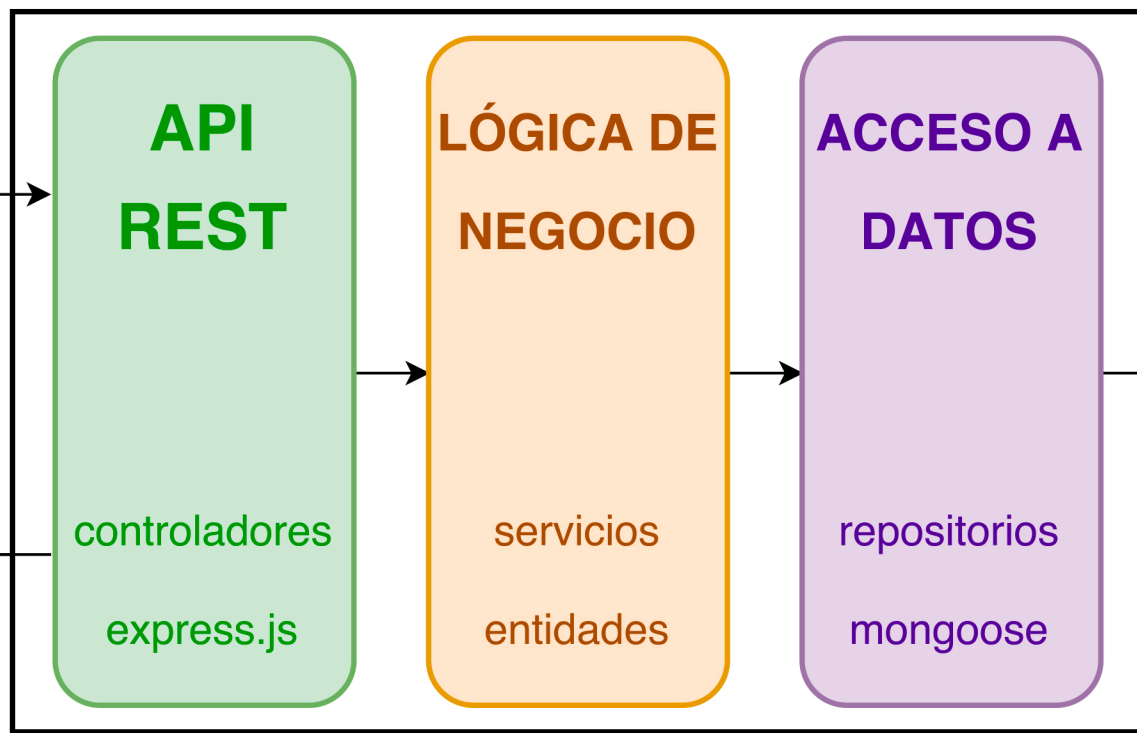 API
REST
controladores
express.js
LÓGICA DE
NEGOCIO
servicios
entidades
ACCESO A
DATOS
repositorios
mongoose